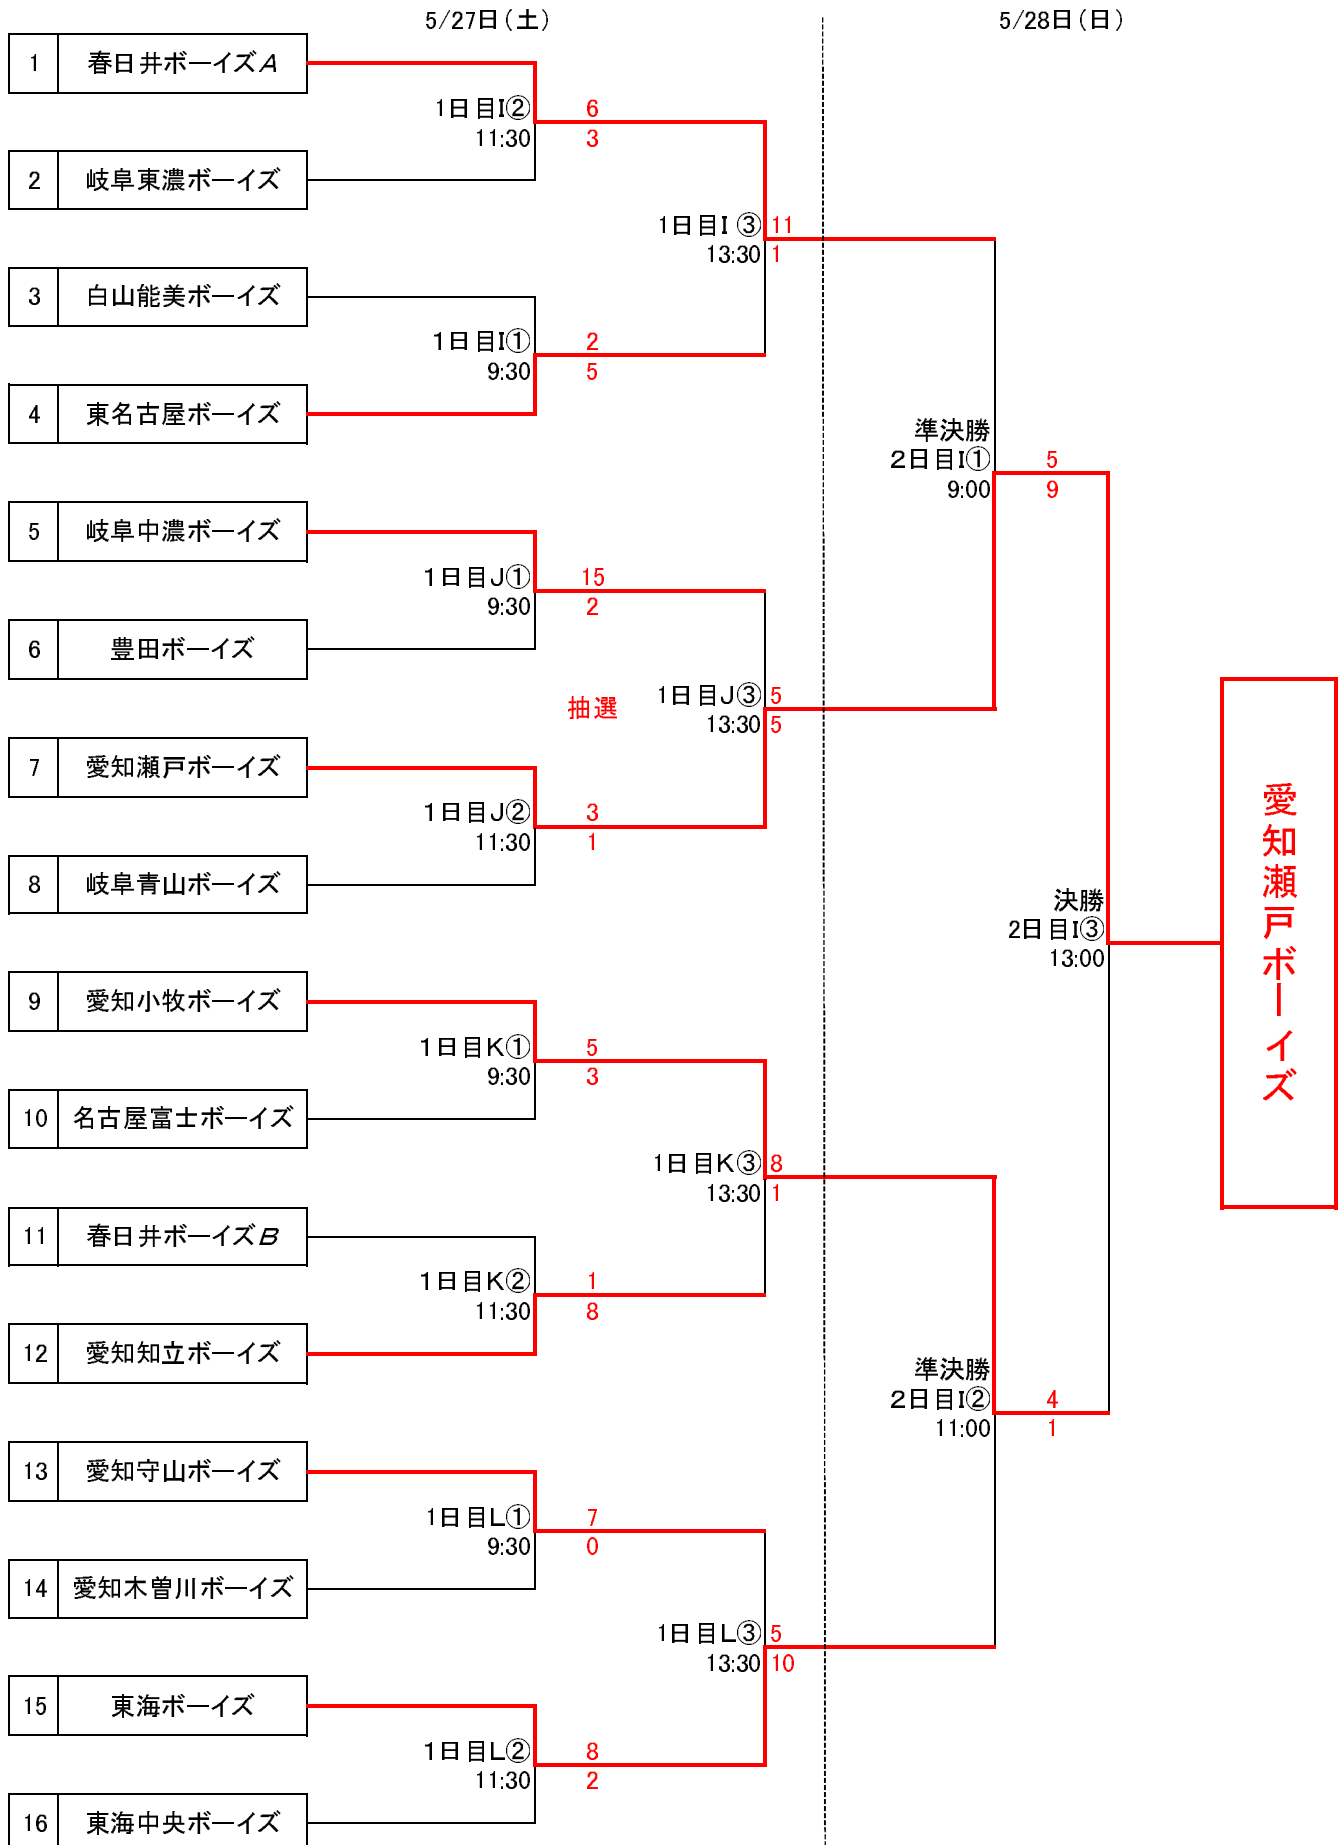 5/27日(土)
5/28日(日)
1 春日井ボーイズA
1日目I② 6
11:30 3
2 岐阜東濃ボーイズ
1日目I③ 11
13:30 1
3 白山能美ボーイズ
1日目I① 2
9:30 5
4 東名古屋ボーイズ
準決勝
2日目I① 5
9:00 9
5 岐阜中濃ボーイズ
1日目J① 15
9:30 2
6 豊田ボーイズ
抽選
1日目J③ 5
13:30 5
7 愛知瀬戸ボーイズ
1日目J② 3
11:30 1
8 岐阜青山ボーイズ
決勝
2日目I③
13:00
愛知瀬戸ボーイズ
9 愛知小牧ボーイズ
1日目K① 5
9:30 3
10 名古屋富士ボーイズ
1日目K③ 8
13:30 1
11 春日井ボーイズB
1日目K② 1
11:30 8
12 愛知知立ボーイズ
準決勝
2日目I② 4
11:00 1
13 愛知守山ボーイズ
1日目L① 7
9:30 0
14 愛知木曽川ボーイズ
1日目L③ 5
13:30 10
15 東海ボーイズ
1日目L② 8
11:30 2
16 東海中央ボーイズ